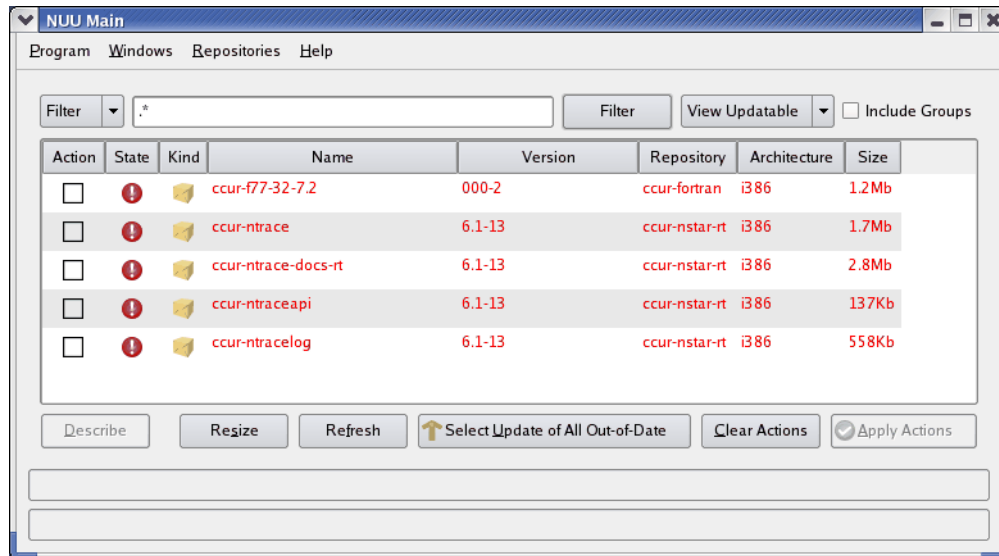 NUU Main
Program Windows Repositories Help
Filter .* Filter View Updatable Include Groups
Action State Kind Name Version Repository Architecture Size
ccur-f77-32-7.2 000-2 ccur-fortran i386 1.2Mb
ccur-ntrace 6.1-13 ccur-nstar-rt i386 1.7Mb
ccur-ntrace-docs-rt 6.1-13 ccur-nstar-rt i386 2.8Mb
ccur-ntraceapi 6.1-13 ccur-nstar-rt i386 137Kb
ccur-ntracelog 6.1-13 ccur-nstar-rt i386 558Kb
Describe Resize Refresh Select Update of All Out-of-Date Clear Actions Apply Actions